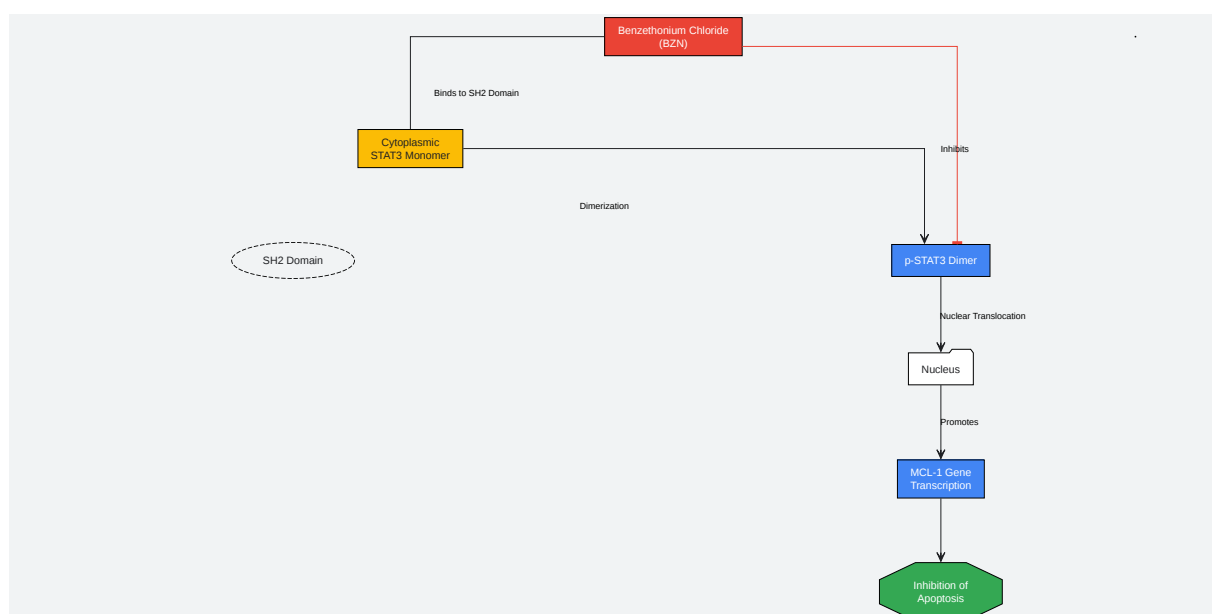 Benzethonium Chloride
(BZN)
Binds to SH2 Domain
Cytoplasmic
STAT3 Monomer
Inhibits
Dimerization
SH2 Domain
p-STAT3 Dimer
Nuclear Translocation
Nucleus
Promotes
MCL-1 Gene
Transcription
Inhibition of
Apoptosis